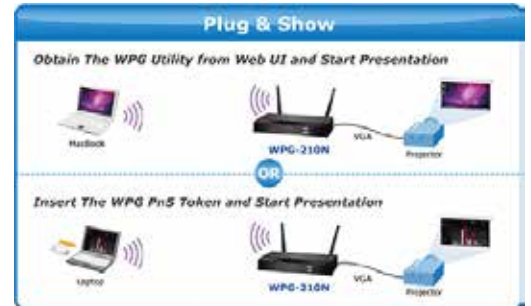 Plug & Show
Obtain The WPG Utility from Web UI and Start Presentation
MacBook
WPG-210N
VGA
Projector
OR
Insert The WPG PnS Token and Start Presentation
Laptop
WPG-210N
VGA
Projector